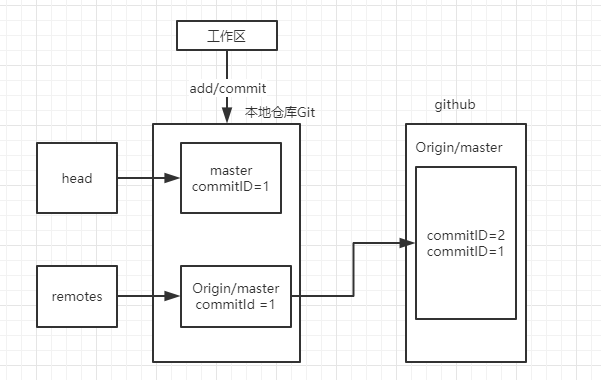 工作区
add/commit
本地仓库Git
github
Origin/master
head
master
commitID=1
commitID=2
commitID=1
remotes
Origin/master
commitId =1